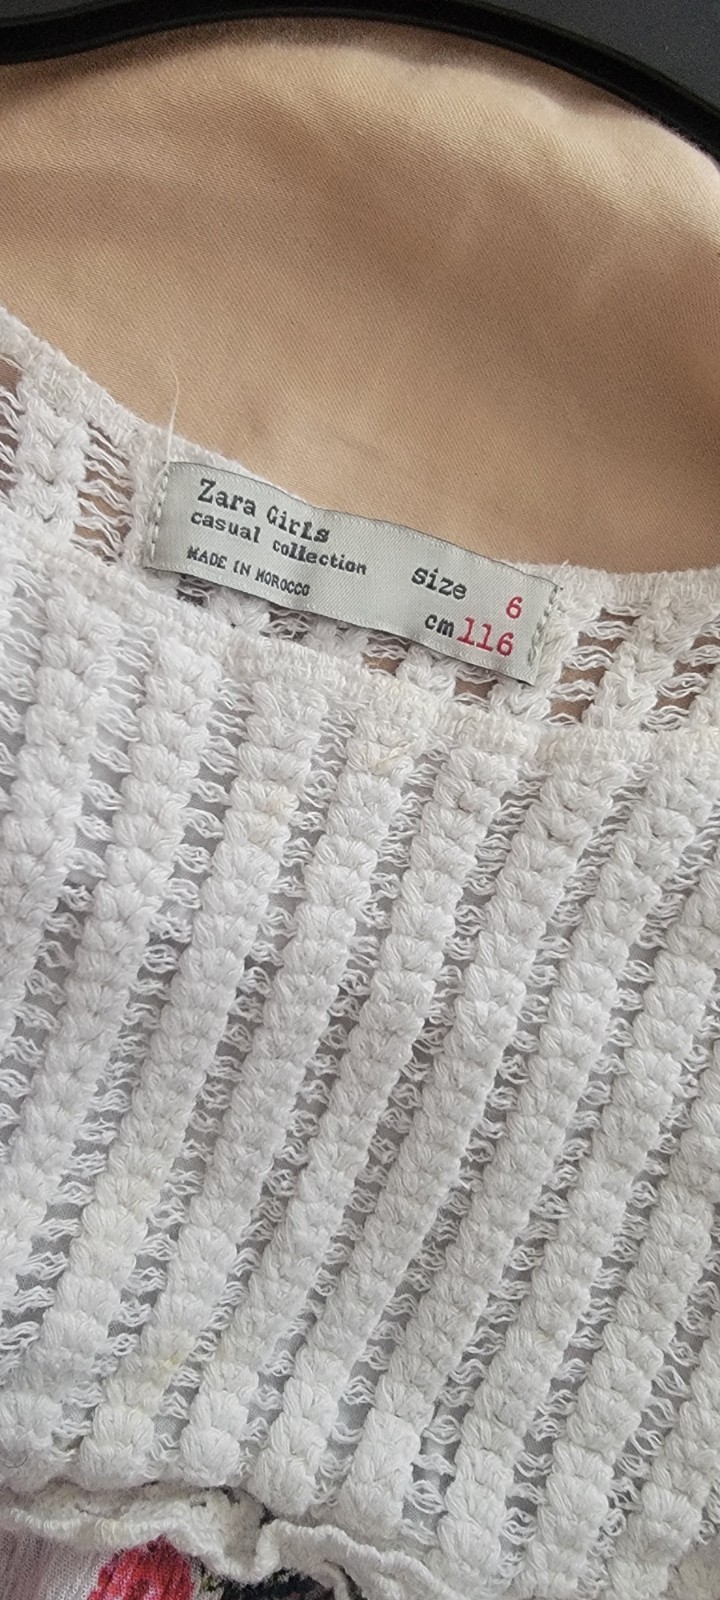 Zara Girls
casual collection
MADE IN MOROCCO
size 6
cm 116